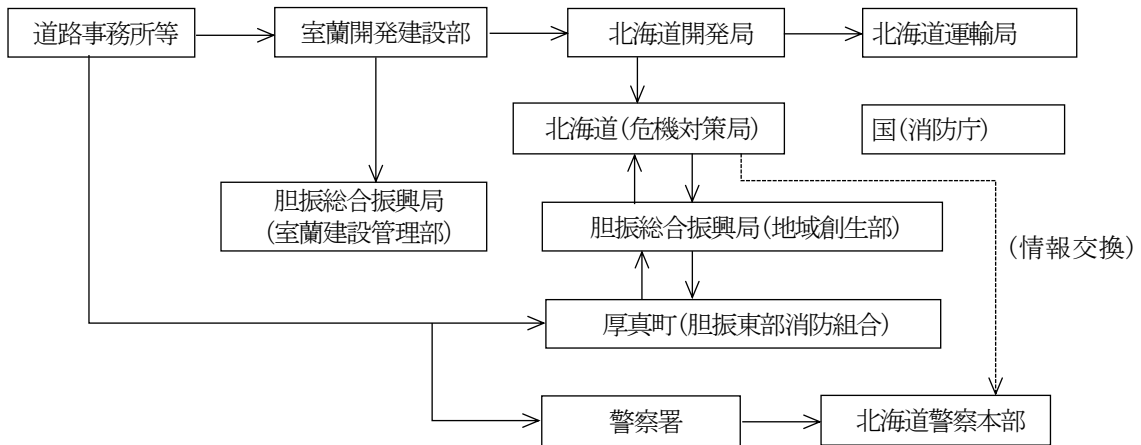 道路事務所等
室蘭開発建設部
北海道開発局
北海道運輸局
北海道(危機対策局)
国(消防庁)
胆振総合振興局
(室蘭建設管理部)
胆振総合振興局(地域創生部)
(情報交換)
厚真町(胆振東部消防組合)
警察署
北海道警察本部